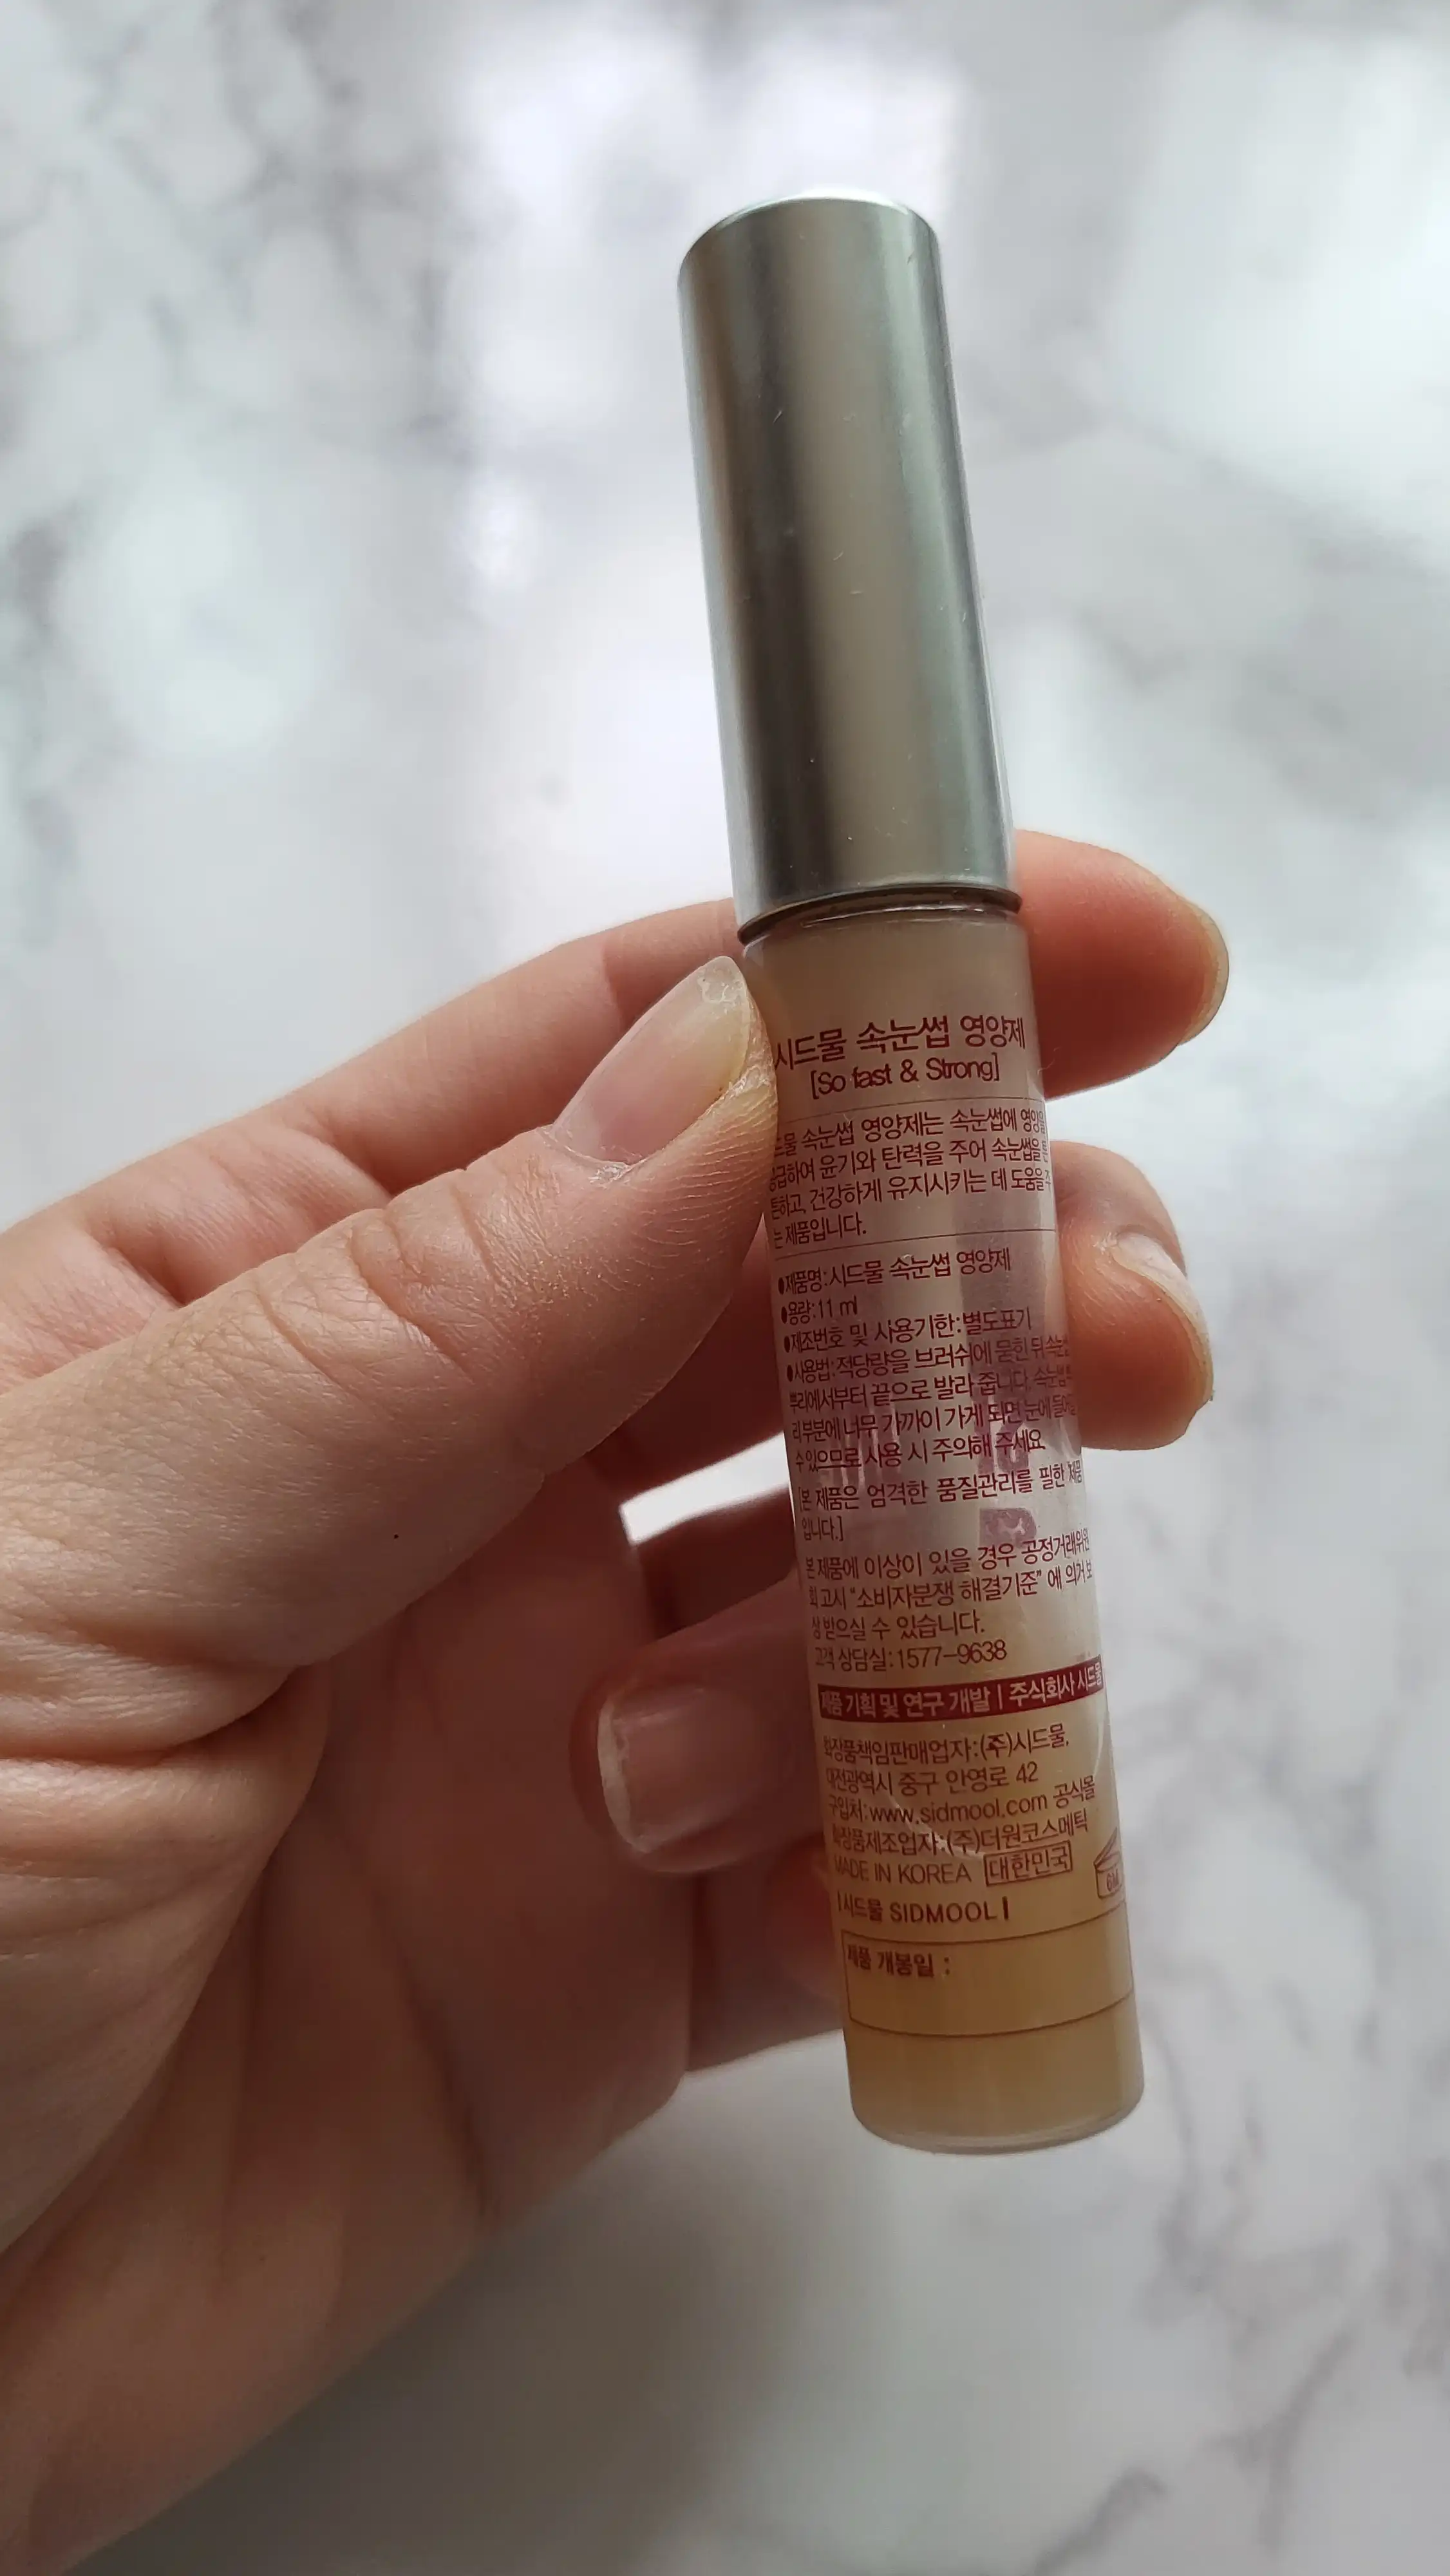 시드물 속눈썹 영양제
[So fast & Strong]
드물 속눈썹 영양제는 속눈썹에 영양을
공급하여 윤기와 탄력을 주어 속눈썹을 튼
튼하고, 건강하게 유지시키는 데 도움을 주
는 제품입니다.
●제품명:시드물 속눈썹 영양제
●용량:11 ml
●제조번호 및 사용기한:별도표기
●사용법:적당량을 브러쉬에 묻힌 뒤 속눈썹
뿌리에서부터 끝으로 발라 줍니다. 속눈썹 뿌
리 부분에 너무 가까이 가게 되면 눈에 들어갈
수 있으므로 사용 시 주의해 주세요
[본 제품은 엄격한 품질관리를 필한 제품
입니다.]
본 제품에 이상이 있을 경우 공정거래위원
회 고시 "소비자분쟁 해결기준" 에 의거 보
상 받으실 수 있습니다.
고객 상담실:1577-9638
제품 기획 및 연구 개발 | 주식회사 시드물
화장품책임판매업자:(주)시드물,
대전광역시 중구 안영로 42
구입처:www.sidmool.com 공식몰
화장품제조업자:(주)더원코스메틱
MADE IN KOREA 대한민국
6M
|시드물 SIDMOOL|
제품 개봉일 :